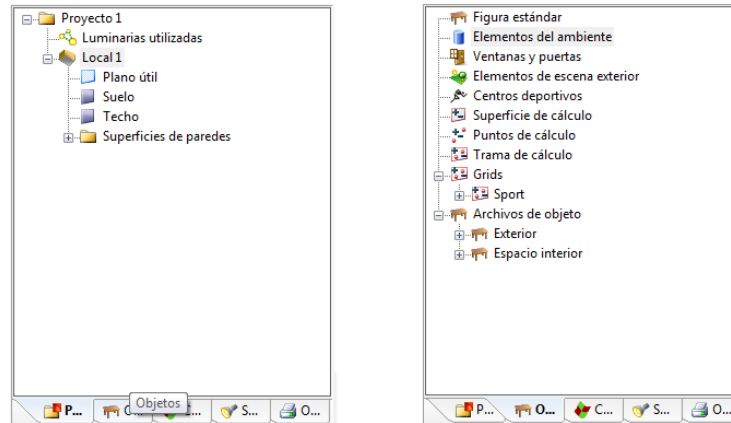 Proyecto 1
Luminarias utilizadas
Local 1
Plano útil
Suelo
Techo
Superficies de paredes
Objetos
P...
O...
S...
O...
Figura estándar
Elementos del ambiente
Ventanas y puertas
Elementos de escena exterior
Centros deportivos
Superficie de cálculo
Puntos de cálculo
Trama de cálculo
Grids
Sport
Archivos de objeto
Exterior
Espacio interior
P...
O...
C...
S...
O...